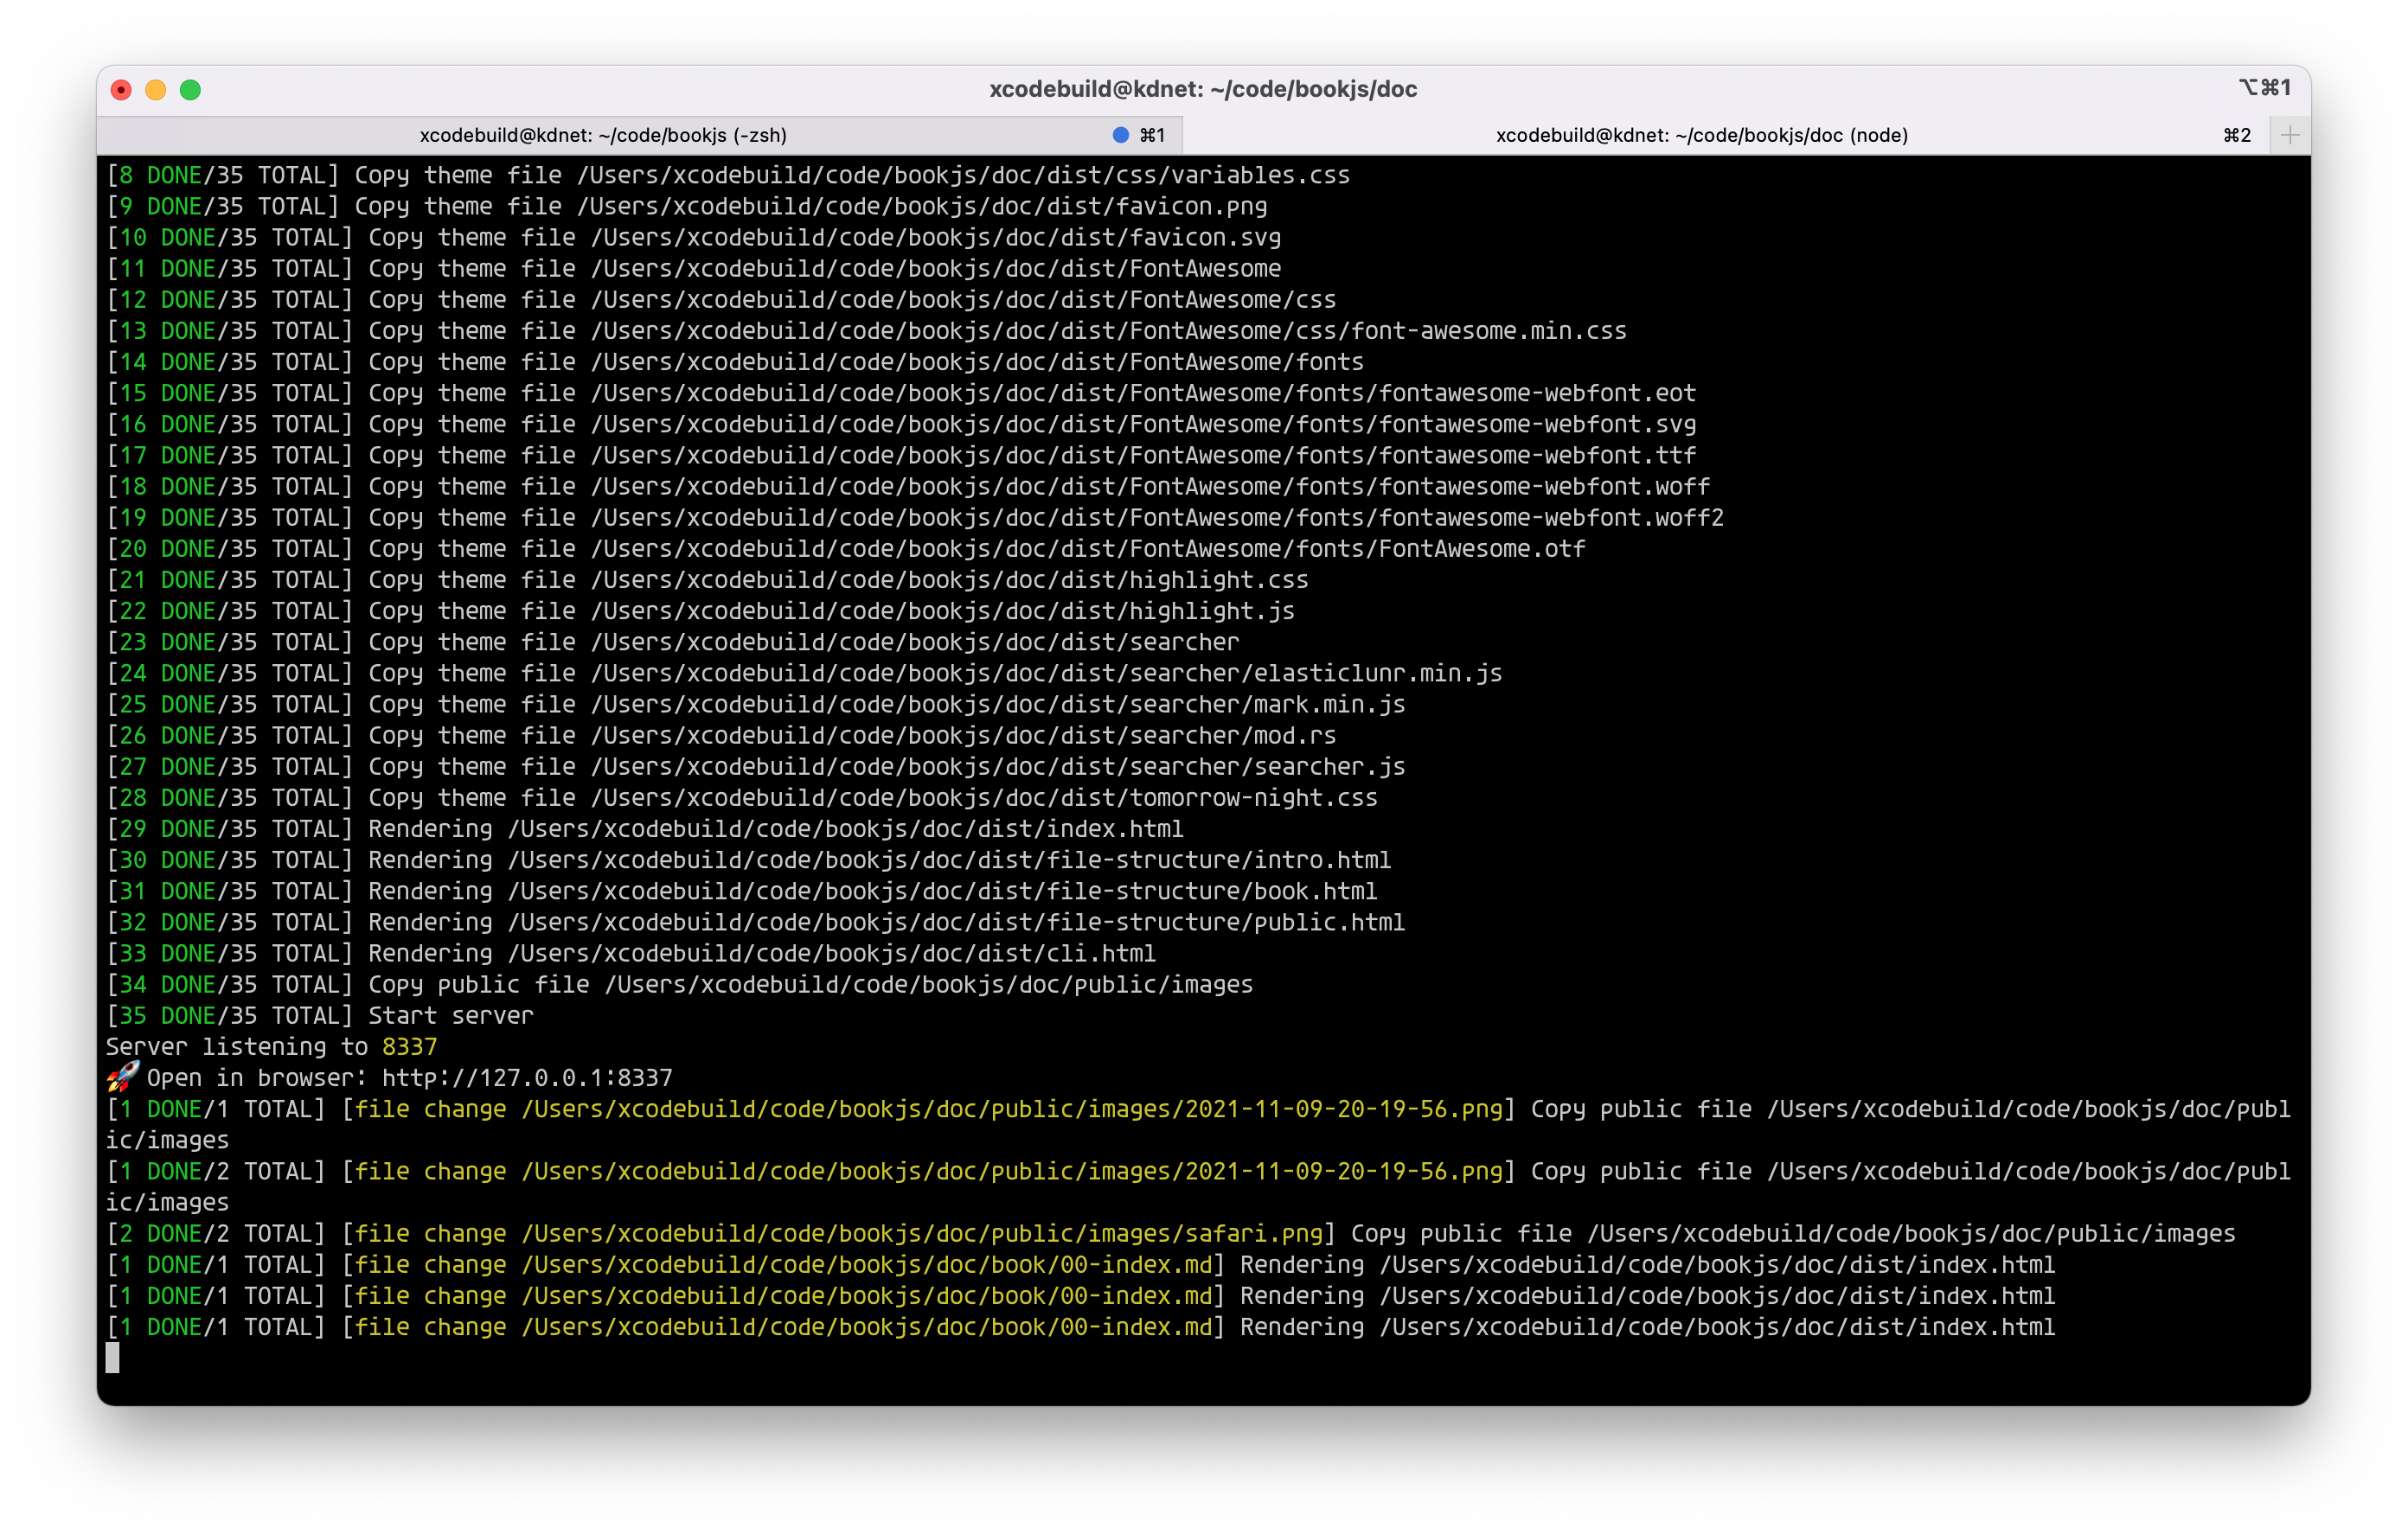 xcodebuild@kdnet: ~/code/bookjs/doc
⌥⌘1
xcodebuild@kdnet: ~/code/bookjs (-zsh)
⌘1
xcodebuild@kdnet: ~/code/bookjs/doc (node)
⌘2
[8 DONE/35 TOTAL] Copy theme file /Users/xcodebuild/code/bookjs/doc/dist/css/variables.css
[9 DONE/35 TOTAL] Copy theme file /Users/xcodebuild/code/bookjs/doc/dist/favicon.png
[10 DONE/35 TOTAL] Copy theme file /Users/xcodebuild/code/bookjs/doc/dist/favicon.svg
[11 DONE/35 TOTAL] Copy theme file /Users/xcodebuild/code/bookjs/doc/dist/FontAwesome
[12 DONE/35 TOTAL] Copy theme file /Users/xcodebuild/code/bookjs/doc/dist/FontAwesome/css
[13 DONE/35 TOTAL] Copy theme file /Users/xcodebuild/code/bookjs/doc/dist/FontAwesome/css/font-awesome.min.css
[14 DONE/35 TOTAL] Copy theme file /Users/xcodebuild/code/bookjs/doc/dist/FontAwesome/fonts
[15 DONE/35 TOTAL] Copy theme file /Users/xcodebuild/code/bookjs/doc/dist/FontAwesome/fonts/fontawesome-webfont.eot
[16 DONE/35 TOTAL] Copy theme file /Users/xcodebuild/code/bookjs/doc/dist/FontAwesome/fonts/fontawesome-webfont.svg
[17 DONE/35 TOTAL] Copy theme file /Users/xcodebuild/code/bookjs/doc/dist/FontAwesome/fonts/fontawesome-webfont.ttf
[18 DONE/35 TOTAL] Copy theme file /Users/xcodebuild/code/bookjs/doc/dist/FontAwesome/fonts/fontawesome-webfont.woff
[19 DONE/35 TOTAL] Copy theme file /Users/xcodebuild/code/bookjs/doc/dist/FontAwesome/fonts/fontawesome-webfont.woff2
[20 DONE/35 TOTAL] Copy theme file /Users/xcodebuild/code/bookjs/doc/dist/FontAwesome/fonts/FontAwesome.otf
[21 DONE/35 TOTAL] Copy theme file /Users/xcodebuild/code/bookjs/doc/dist/highlight.css
[22 DONE/35 TOTAL] Copy theme file /Users/xcodebuild/code/bookjs/doc/dist/highlight.js
[23 DONE/35 TOTAL] Copy theme file /Users/xcodebuild/code/bookjs/doc/dist/searcher
[24 DONE/35 TOTAL] Copy theme file /Users/xcodebuild/code/bookjs/doc/dist/searcher/elasticlunr.min.js
[25 DONE/35 TOTAL] Copy theme file /Users/xcodebuild/code/bookjs/doc/dist/searcher/mark.min.js
[26 DONE/35 TOTAL] Copy theme file /Users/xcodebuild/code/bookjs/doc/dist/searcher/mod.rs
[27 DONE/35 TOTAL] Copy theme file /Users/xcodebuild/code/bookjs/doc/dist/searcher/searcher.js
[28 DONE/35 TOTAL] Copy theme file /Users/xcodebuild/code/bookjs/doc/dist/tomorrow-night.css
[29 DONE/35 TOTAL] Rendering /Users/xcodebuild/code/bookjs/doc/dist/index.html
[30 DONE/35 TOTAL] Rendering /Users/xcodebuild/code/bookjs/doc/dist/file-structure/intro.html
[31 DONE/35 TOTAL] Rendering /Users/xcodebuild/code/bookjs/doc/dist/file-structure/book.html
[32 DONE/35 TOTAL] Rendering /Users/xcodebuild/code/bookjs/doc/dist/file-structure/public.html
[33 DONE/35 TOTAL] Rendering /Users/xcodebuild/code/bookjs/doc/dist/cli.html
[34 DONE/35 TOTAL] Copy public file /Users/xcodebuild/code/bookjs/doc/public/images
[35 DONE/35 TOTAL] Start server
Server listening to 8337
🚀 Open in browser: http://127.0.0.1:8337
[1 DONE/1 TOTAL] [file change /Users/xcodebuild/code/bookjs/doc/public/images/2021-11-09-20-19-56.png] Copy public file /Users/xcodebuild/code/bookjs/doc/publ
ic/images
[1 DONE/2 TOTAL] [file change /Users/xcodebuild/code/bookjs/doc/public/images/2021-11-09-20-19-56.png] Copy public file /Users/xcodebuild/code/bookjs/doc/publ
ic/images
[2 DONE/2 TOTAL] [file change /Users/xcodebuild/code/bookjs/doc/public/images/safari.png] Copy public file /Users/xcodebuild/code/bookjs/doc/public/images
[1 DONE/1 TOTAL] [file change /Users/xcodebuild/code/bookjs/doc/book/00-index.md] Rendering /Users/xcodebuild/code/bookjs/doc/dist/index.html
[1 DONE/1 TOTAL] [file change /Users/xcodebuild/code/bookjs/doc/book/00-index.md] Rendering /Users/xcodebuild/code/bookjs/doc/dist/index.html
[1 DONE/1 TOTAL] [file change /Users/xcodebuild/code/bookjs/doc/book/00-index.md] Rendering /Users/xcodebuild/code/bookjs/doc/dist/index.html